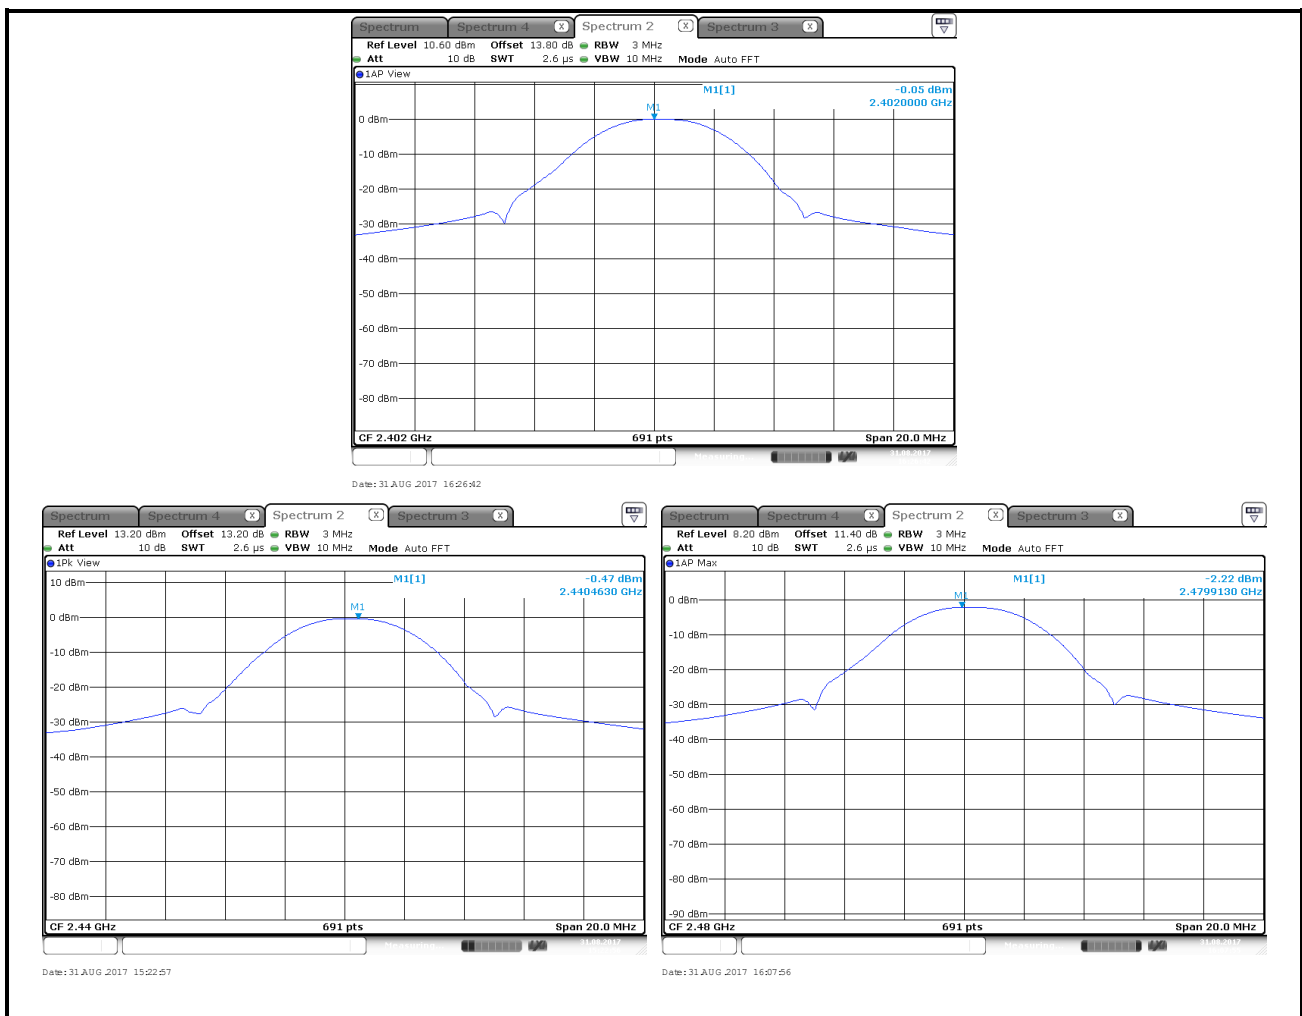 Spectrum Spectrum 4 X Spectrum 2 X Spectrum 3 X
Ref Level 10.60 dBm Offset 13.80 dB RBW 3 MHz
Att 10 dB SWT 2.6 µs VBW 10 MHz Mode Auto FFT
1AP View
M1[1] -0.05 dBm
2.4020000 GHz
M1
0 dBm
-10 dBm
-20 dBm
-30 dBm
-40 dBm
-50 dBm
-60 dBm
-70 dBm
-80 dBm
CF 2.402 GHz 691 pts Span 20.0 MHz
Measuring... 31.08.2017
Date: 31.AUG.2017 16:26:42
Spectrum Spectrum 4 X Spectrum 2 X Spectrum 3 X
Ref Level 13.20 dBm Offset 13.20 dB RBW 3 MHz
Att 10 dB SWT 2.6 µs VBW 10 MHz Mode Auto FFT
1Pk View
M1[1] -0.47 dBm
2.4404630 GHz
M1
10 dBm
0 dBm
-10 dBm
-20 dBm
-30 dBm
-40 dBm
-50 dBm
-60 dBm
-70 dBm
-80 dBm
CF 2.44 GHz 691 pts Span 20.0 MHz
Measuring... 31.08.2017
Date: 31.AUG.2017 15:22:57
Spectrum Spectrum 4 X Spectrum 2 X Spectrum 3 X
Ref Level 8.20 dBm Offset 11.40 dB RBW 3 MHz
Att 10 dB SWT 2.6 µs VBW 10 MHz Mode Auto FFT
1AP Max
M1[1] -2.22 dBm
2.4799130 GHz
M1
0 dBm
-10 dBm
-20 dBm
-30 dBm
-40 dBm
-50 dBm
-60 dBm
-70 dBm
-80 dBm
-90 dBm
CF 2.48 GHz 691 pts Span 20.0 MHz
Measuring... 31.08.2017
Date: 31.AUG.2017 16:07:56